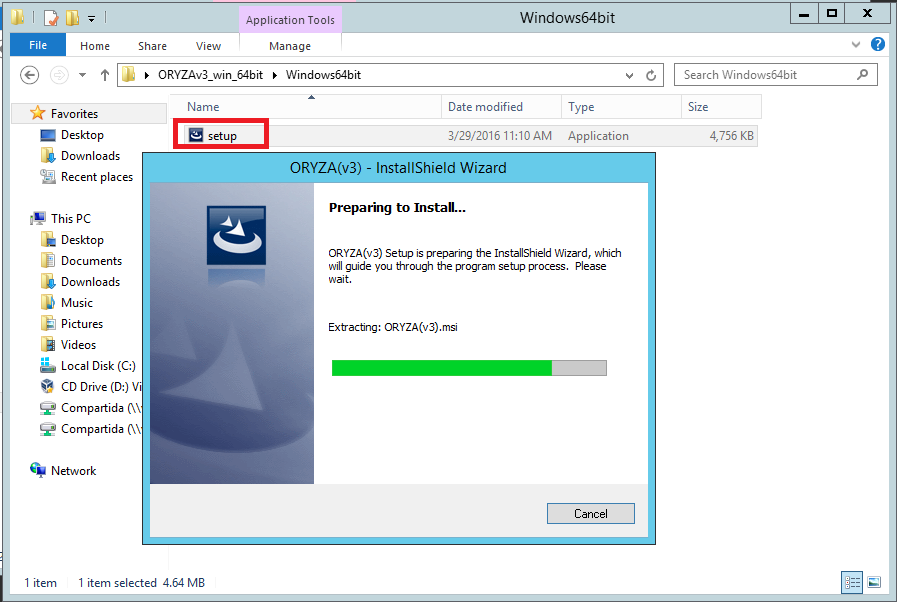 Application Tools
Windows64bit
File
Home
Share
View
Manage
ORYZAv3_win_64bit
Windows64bit
Search Windows64bit
Name
Date modified
Type
Size
setup
3/29/2016 11:10 AM
Application
4,756 KB
Favorites
Desktop
Downloads
Recent places
This PC
Desktop
Documents
Downloads
Music
Pictures
Videos
Local Disk (C:)
CD Drive (D:) Vi
Compartida (\\
Compartida (\\
Network
ORYZA(v3) - InstallShield Wizard
Preparing to Install...
ORYZA(v3) Setup is preparing the InstallShield Wizard, which
will guide you through the program setup process. Please
wait.
Extracting: ORYZA(v3).msi
Cancel
1 item
1 item selected 4.64 MB